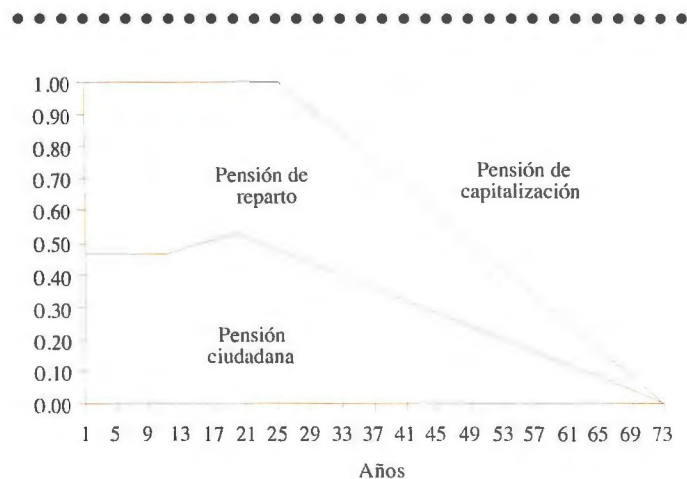 1.00
0.90
0.80
0.70
0.60
0.50
0.40
0.30
0.20
0.10
0.00
Pensión de
reparto
Pensión de
capitalización
Pensión
ciudadana
1 5 9 13 17 21 25 29 33 37 41 45 49 53 57 61 65 69 73
Años